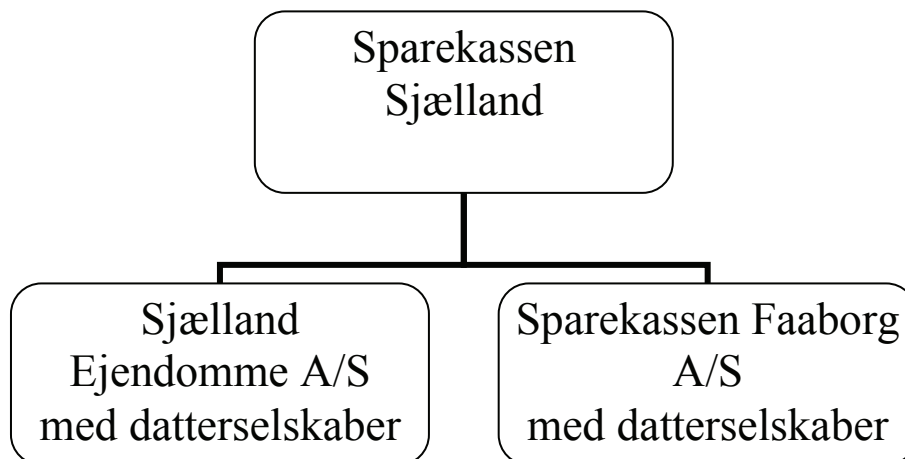 Sparekassen
Sjælland
Sjælland
Ejendomme A/S
med datterselskaber
Sparekassen Faaborg
A/S
med datterselskaber